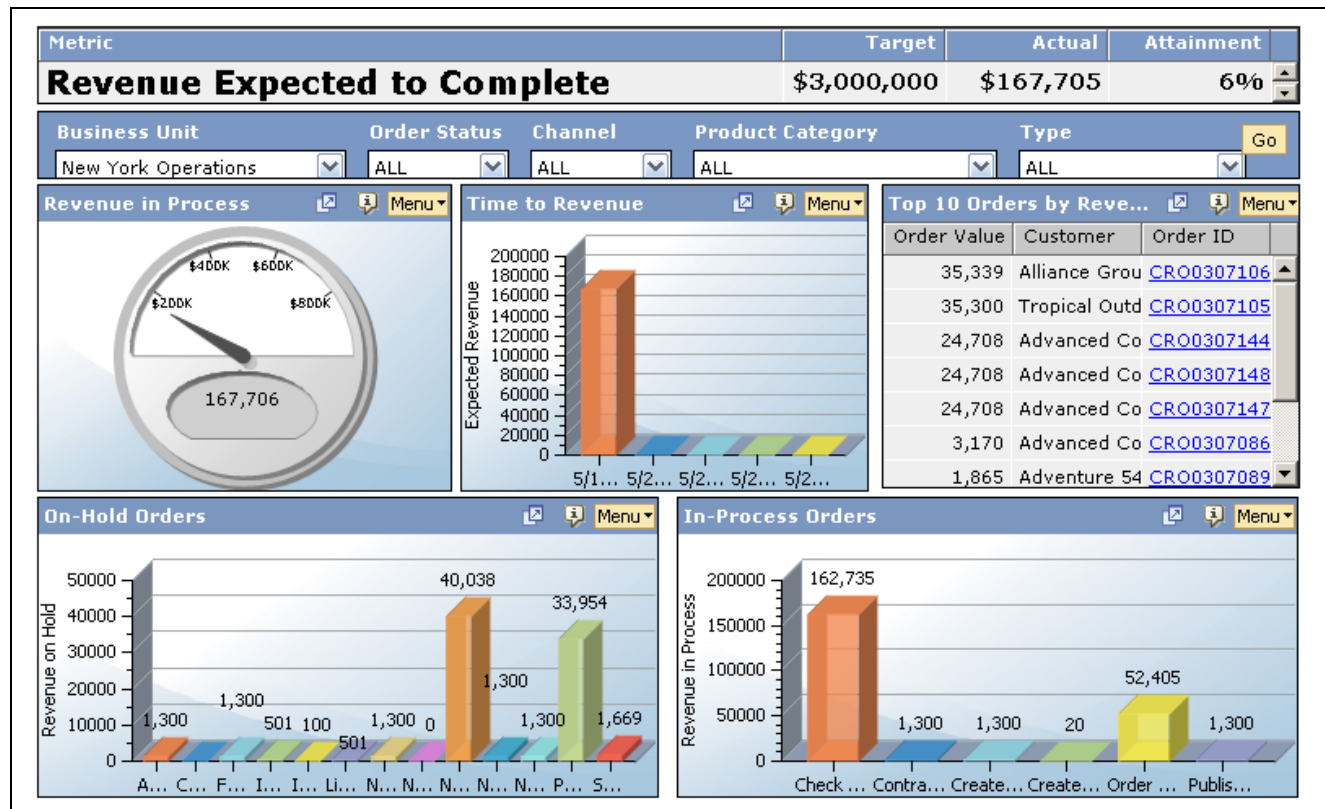 Metric Target Actual Attainment
Revenue Expected to Complete $3,000,000 $167,705 6%
Business Unit Order Status Channel Product Category Type Go
New York Operations ALL ALL ALL ALL
Revenue in Process Menu
$200K $400K $600K $800K
167,706
Time to Revenue Menu
Expected Revenue
200000
180000
160000
140000
120000
100000
80000
60000
40000
20000
0
5/1... 5/2... 5/2... 5/2... 5/2...
Top 10 Orders by Reve... Menu
Order Value Customer Order ID
35,339 Alliance Grou CRO0307106
35,300 Tropical Outd CRO0307105
24,708 Advanced Co CRO0307144
24,708 Advanced Co CRO0307148
24,708 Advanced Co CRO0307147
3,170 Advanced Co CRO0307086
1,865 Adventure 54 CRO0307089
On-Hold Orders Menu
Revenue on Hold
50000
40000
30000
20000
10000
0
1,300 1,300 501 100 501 1,300 0 40,038 1,300 1,300 33,954 1,669
A... C... F... I... I... Li... N... N... N... N... N... P... S...
In-Process Orders Menu
Revenue in Process
200000
150000
100000
50000
0
162,735 1,300 1,300 20 52,405 1,300
Check ... Contra... Create... Create... Order ... Publis...